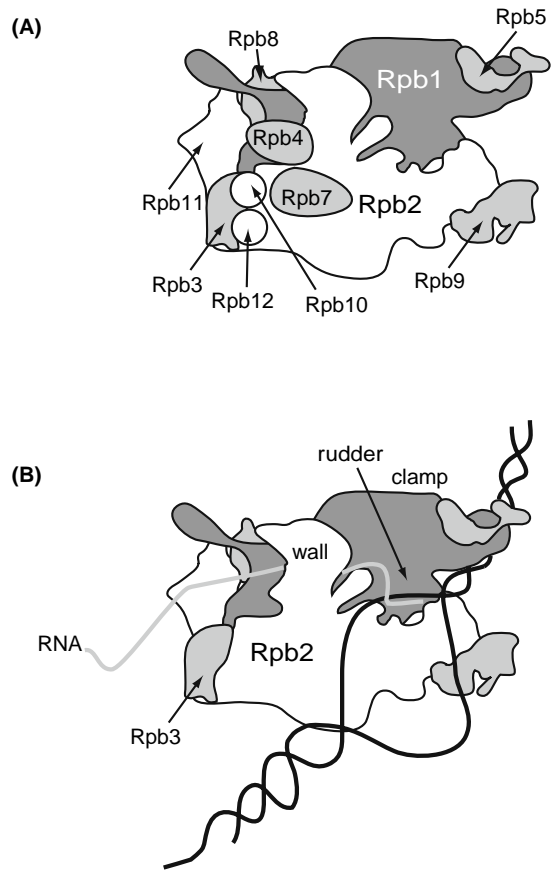 (A)
Rpb8
Rpb5
Rpb1
Rpb4
Rpb7
Rpb2
Rpb11
Rpb3
Rpb12
Rpb10
Rpb9
(B)
rudder
clamp
wall
RNA
Rpb2
Rpb3